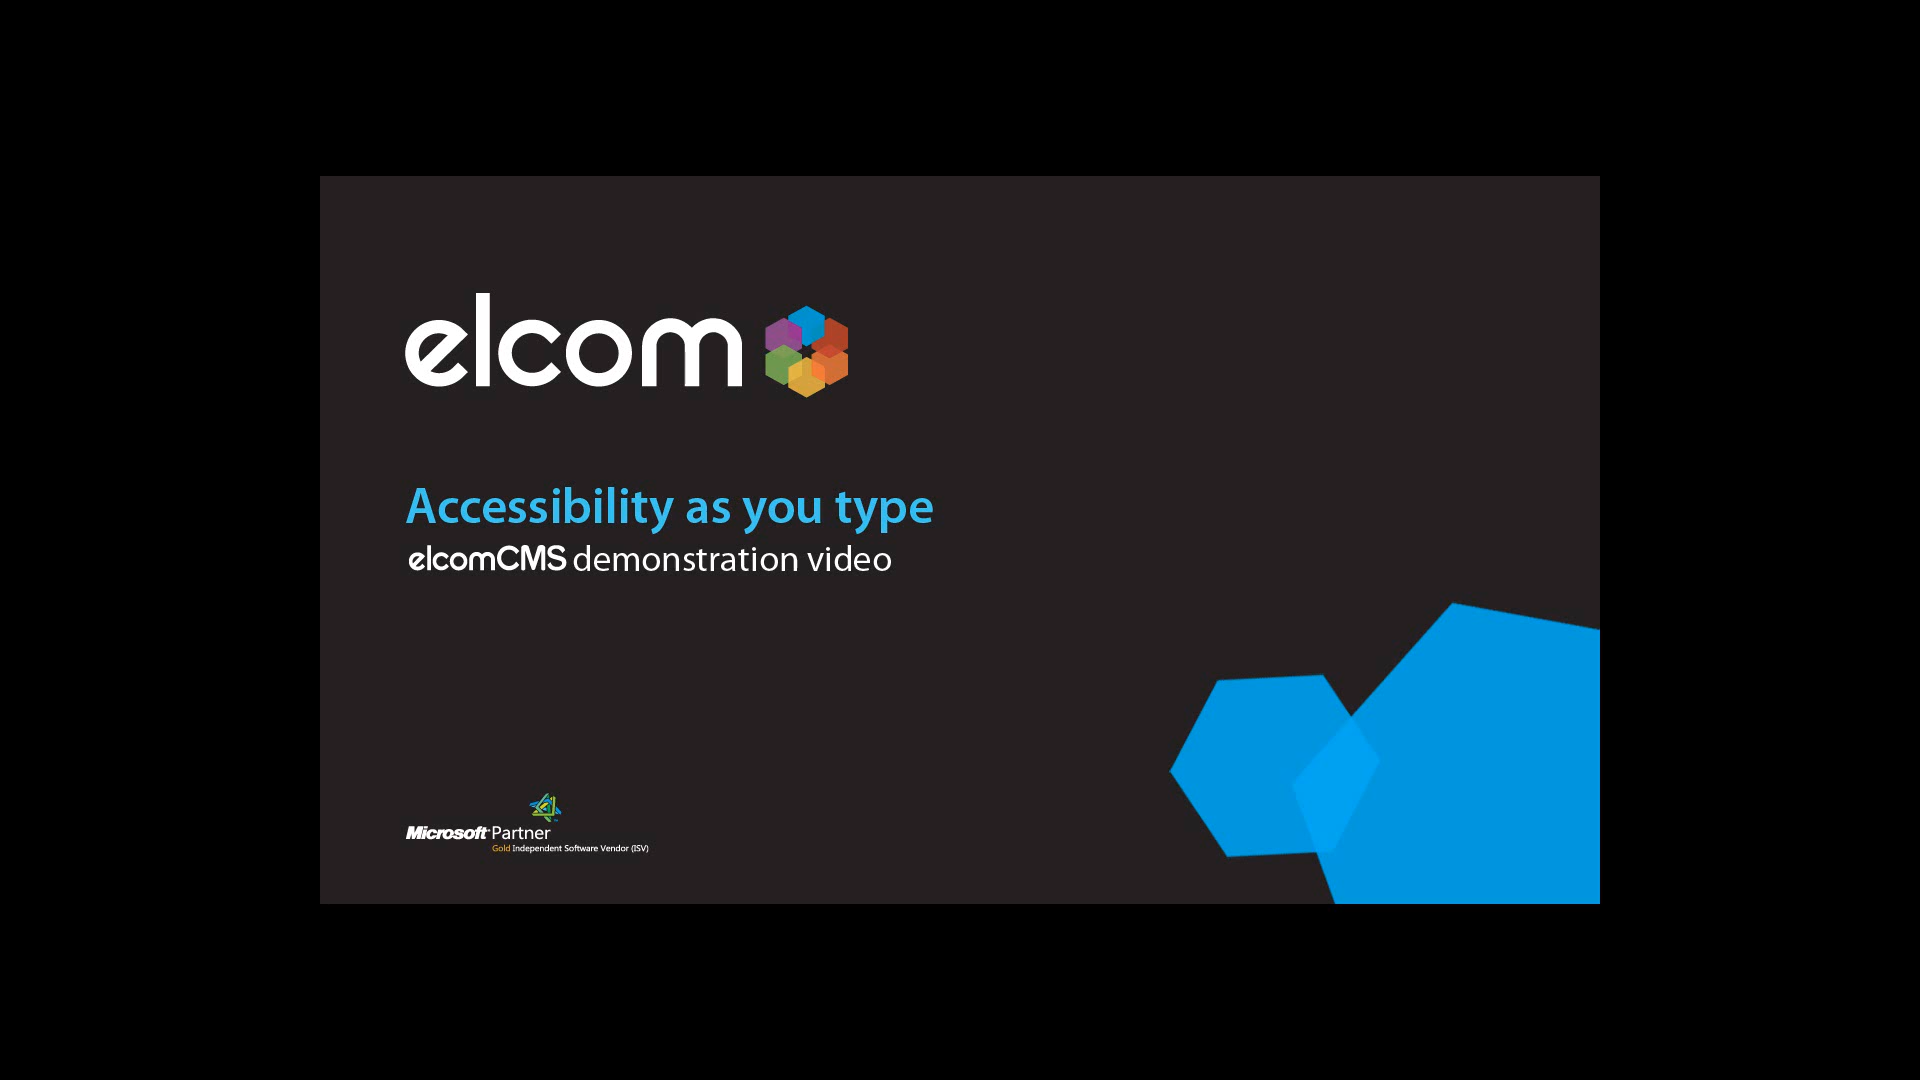 elcom
Accessibility as you type
elcomCMS demonstration video
Microsoft Partner
Gold Independent Software Vendor (ISV)